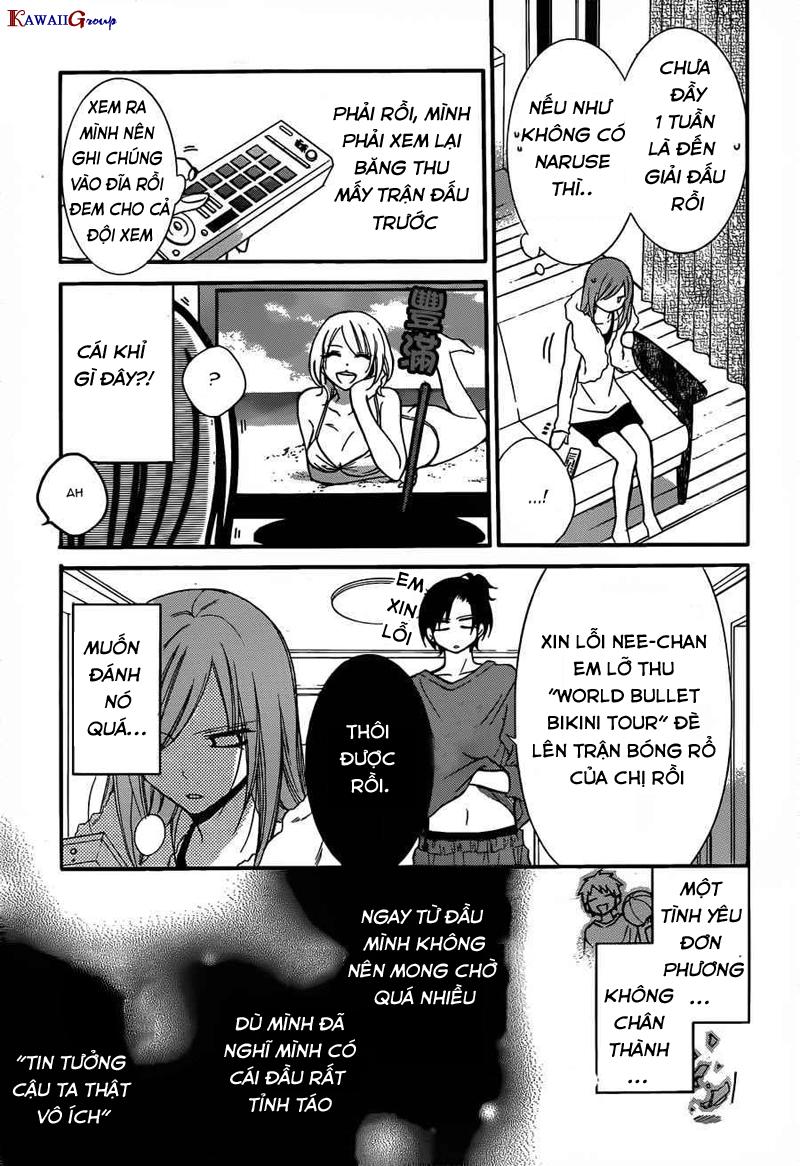 KAWAIIGroup
CHƯA
ĐẦY
1 TUẦN
LÀ ĐẾN
GIẢI ĐẤU
RỒI
NẾU NHƯ
KHÔNG CÓ
NARUSE
THÌ..
...!
PHẢI RỒI, MÌNH
PHẢI XEM LẠI
BĂNG THU
MẤY TRẬN ĐẤU
TRƯỚC
XEM RA
MÌNH NÊN
GHI CHÚNG
VÀO ĐĨA RỒI
ĐEM CHO CẢ
ĐỘI XEM
豐滿
CÁI KHỈ
GÌ ĐÂY?!
?
AH
XIN LỖI NEE-CHAN
EM LỠ THU
"WORLD BULLET
BIKINI TOUR" ĐÈ
LÊN TRẬN BÓNG RỔ
CỦA CHỊ RỒI
EM
XIN
LỖI
THÔI
ĐƯỢC
RỒI.
MUỐN
ĐÁNH
NÓ
QUÁ...
MỘT
TÌNH YÊU
ĐƠN
PHƯƠNG
...
KHÔNG
CHÂN
THÀNH
...
NGAY TỪ ĐẦU
MÌNH KHÔNG
NÊN MONG CHỜ
QUÁ NHIỀU
DÙ MÌNH ĐÃ
NGHĨ MÌNH CÓ
CÁI ĐẦU RẤT
TỈNH TÁO
"TIN TƯỞNG
CẬU TA THẬT
VÔ ÍCH"